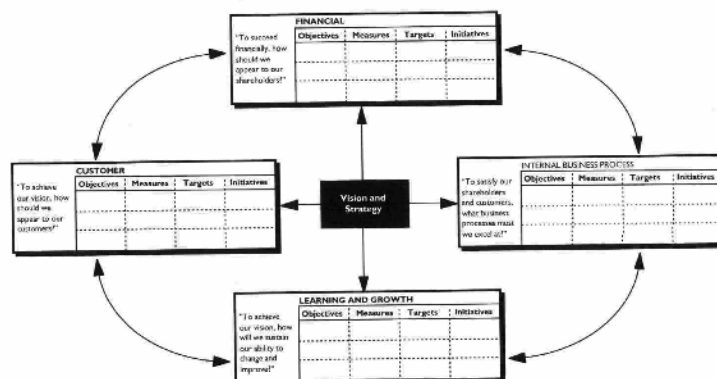 FINANCIAL
"To succeed
financially, how
should we
appear to our
shareholders?"
Objectives Measures Targets Initiatives
CUSTOMER
"To achieve
our vision, how
should we
appear to our
customers?"
Objectives Measures Targets Initiatives
Vision and
Strategy
INTERNAL BUSINESS PROCESS
"To satisfy our
shareholders
and customers,
what business
processes must
we excel at?"
Objectives Measures Targets Initiatives
LEARNING AND GROWTH
"To achieve
our vision, how
will we sustain
our ability to
change and
improve?"
Objectives Measures Targets Initiatives